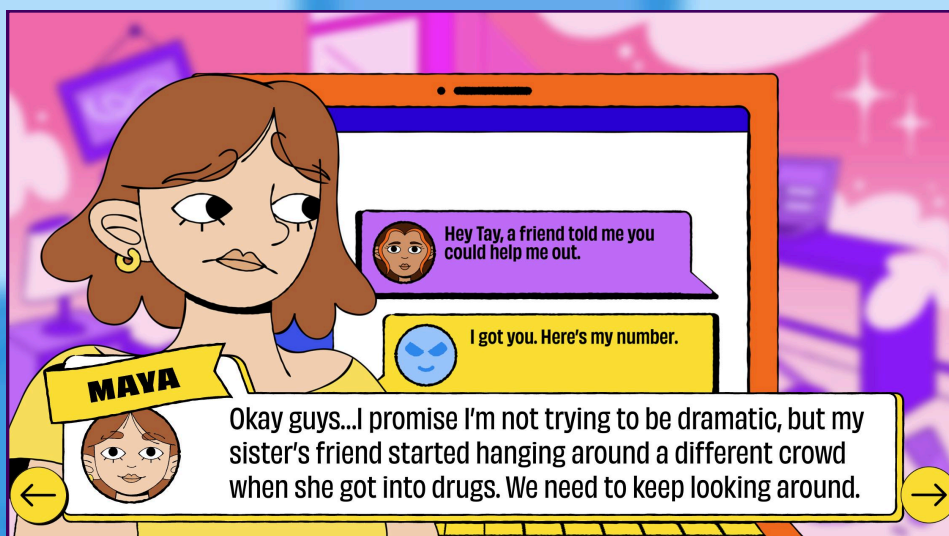 Hey Tay, a friend told me you
could help me out.
I got you. Here's my number.
MAYA
Okay guys...I promise I'm not trying to be dramatic, but my
sister's friend started hanging around a different crowd
when she got into drugs. We need to keep looking around.